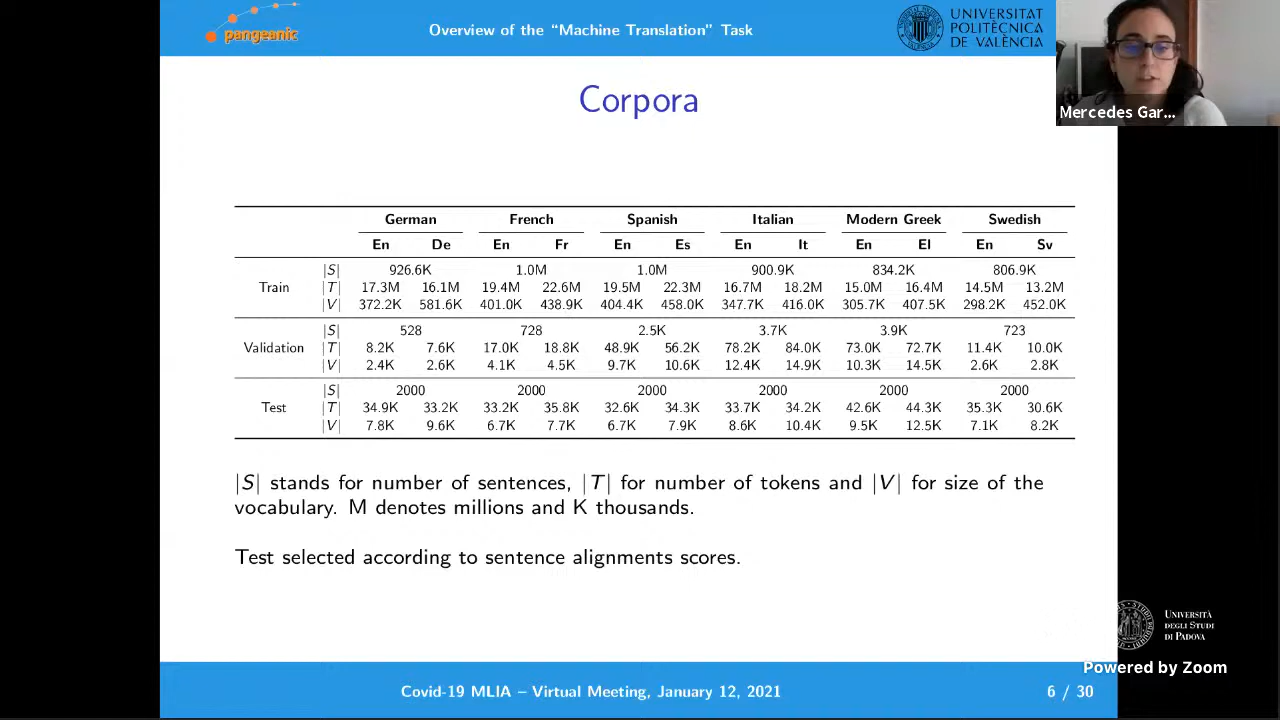 pangeanic
Overview of the “Machine Translation” Task
UNIVERSITAT
POLITÈCNICA
DE VALÈNCIA
Mercedes Gar...
Corpora
German French Spanish Italian Modern Greek Swedish
En De En Fr En Es En It En El En Sv
|S| 926.6K 1.0M 1.0M 900.9K 834.2K 806.9K
Train |T| 17.3M 16.1M 19.4M 22.6M 19.5M 22.3M 16.7M 18.2M 15.0M 16.4M 14.5M 13.2M
|V| 372.2K 581.6K 401.0K 438.9K 404.4K 458.0K 347.7K 416.0K 305.7K 407.5K 298.2K 452.0K
|S| 528 728 2.5K 3.7K 3.9K 723
Validation |T| 8.2K 7.6K 17.0K 18.8K 48.9K 56.2K 78.2K 84.0K 73.0K 72.7K 11.4K 10.0K
|V| 2.4K 2.6K 4.1K 4.5K 9.7K 10.6K 12.4K 14.9K 10.3K 14.5K 2.6K 2.8K
|S| 2000 2000 2000 2000 2000 2000
Test |T| 34.9K 33.2K 33.2K 35.8K 32.6K 34.3K 33.7K 34.2K 42.6K 44.3K 35.3K 30.6K
|V| 7.8K 9.6K 6.7K 7.7K 6.7K 7.9K 8.6K 10.4K 9.5K 12.5K 7.1K 8.2K
|S| stands for number of sentences, |T| for number of tokens and |V| for size of the
vocabulary. M denotes millions and K thousands.
Test selected according to sentence alignments scores.
UNIVERSITÀ
DEGLI STUDI
DI PADOVA
Powered by Zoom
Covid-19 MLIA – Virtual Meeting, January 12, 2021
6 / 30